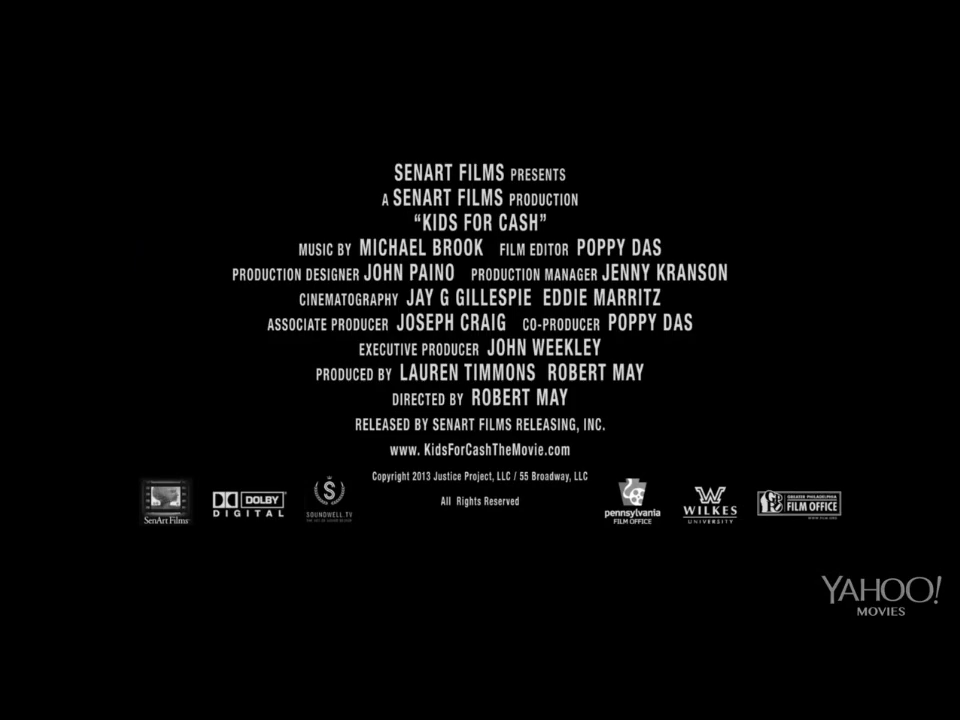 SENART FILMS PRESENTS
A SENART FILMS PRODUCTION
“KIDS FOR CASH”
MUSIC BY MICHAEL BROOK FILM EDITOR POPPY DAS
PRODUCTION DESIGNER JOHN PAINO PRODUCTION MANAGER JENNY KRANSON
CINEMATOGRAPHY JAY G GILLESPIE EDDIE MARRITZ
ASSOCIATE PRODUCER JOSEPH CRAIG CO-PRODUCER POPPY DAS
EXECUTIVE PRODUCER JOHN WEEKLEY
PRODUCED BY LAUREN TIMMONS ROBERT MAY
DIRECTED BY ROBERT MAY
RELEASED BY SENART FILMS RELEASING, INC.
www. KidsForCashTheMovie.com
Copyright 2013 Justice Project, LLC / 55 Broadway, LLC
All Rights Reserved
SenArt Films
DOLBY
DIGITAL
S
SOUNDWELL.TV
pennsylvania
FILM OFFICE
W
WILKES
UNIVERSITY
GREATER PHILADELPHIA
FILM OFFICE
YAHOO!
MOVIES